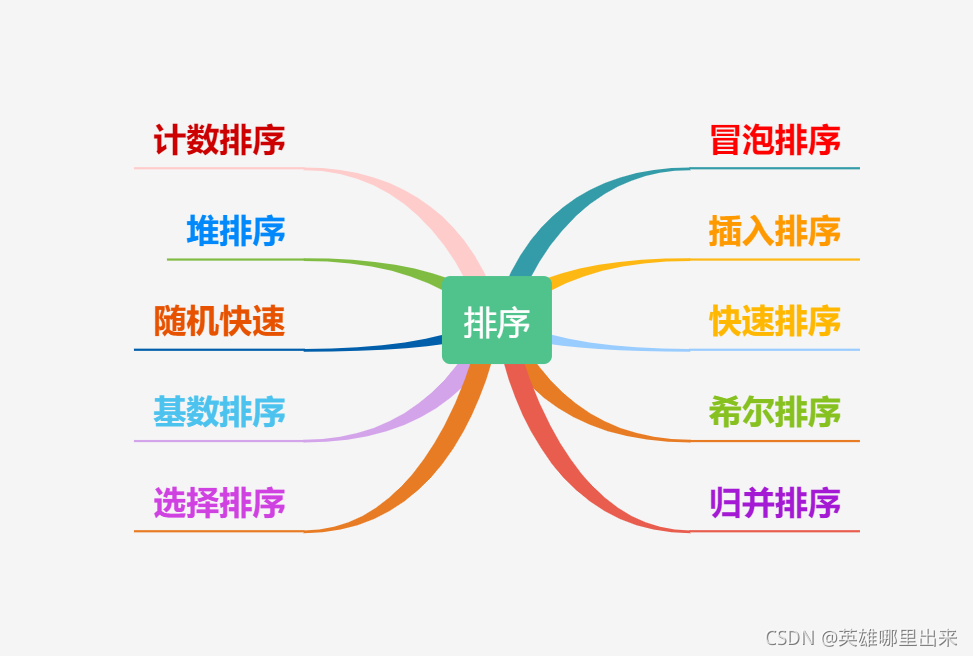 计数排序
堆排序
随机快速
基数排序
选择排序
排序
冒泡排序
插入排序
快速排序
希尔排序
归并排序
CSDN @英雄哪里出来